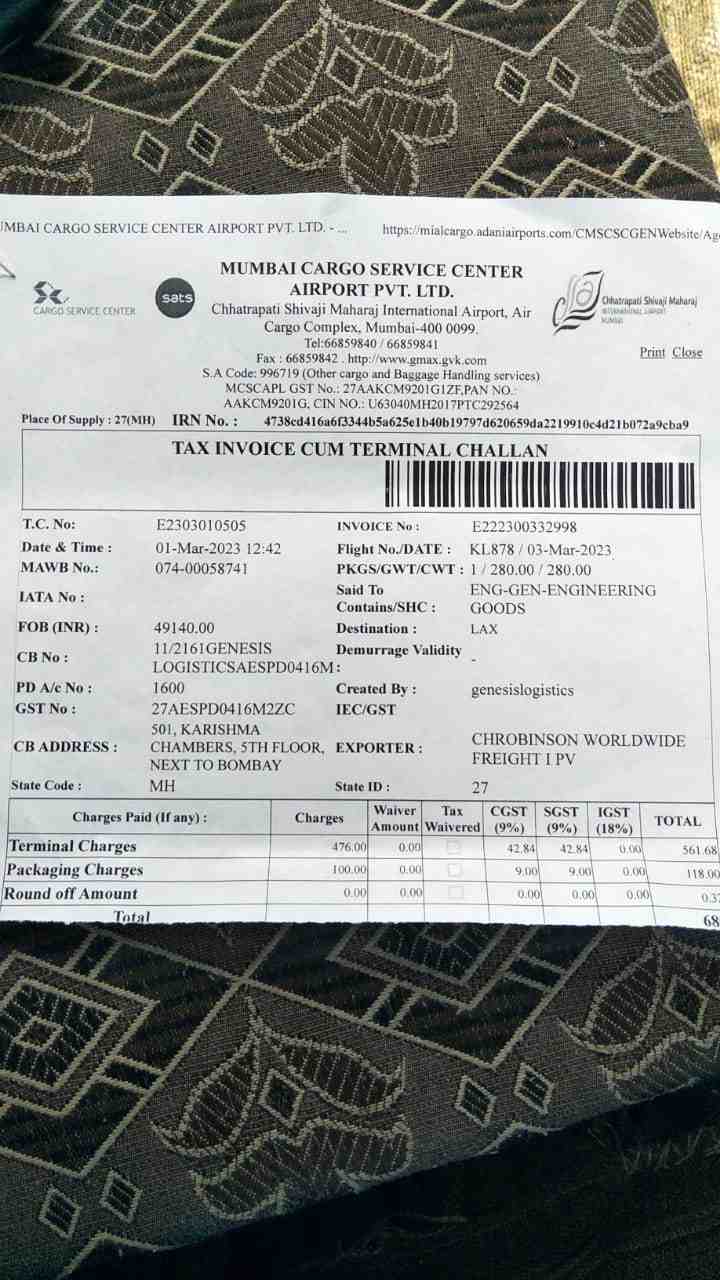 UMBAI CARGO SERVICE CENTER AIRPORT PVT. LTD. - ... https://mialcargo.adaniairports.com/CMSCSCGENWebsite/Age
CARGO SERVICE CENTER
sats
MUMBAI CARGO SERVICE CENTER
AIRPORT PVT. LTD.
Chhatrapati Shivaji Maharaj International Airport, Air
Cargo Complex, Mumbai-400 0099.
Tel:66859840 / 66859841
Fax : 66859842 . http://www.gmax.gvk.com
S.A Code: 996719 (Other cargo and Baggage Handling services)
MCSCAPL GST No.: 27AAKCM9201G1ZF,PAN NO.:
AAKCM9201G, CIN NO.: U63040MH2017PTC292564
Chhatrapati Shivaji Maharaj
INTERNATIONAL AIRPORT
MUMBAI
Print Close
Place Of Supply : 27(MH) IRN No. : 4738cd416a6f3344b5a625e1b40b19797d620659da2219910c4d21b072a9cba9
TAX INVOICE CUM TERMINAL CHALLAN
T.C. No: E2303010505 INVOICE No : E222300332998
Date & Time : 01-Mar-2023 12:42 Flight No./DATE : KL878 / 03-Mar-2023
MAWB No.: 074-00058741 PKGS/GWT/CWT : 1 / 280.00 / 280.00
IATA No : Said To Contains/SHC : ENG-GEN-ENGINEERING GOODS
FOB (INR) : 49140.00 Destination : LAX
CB No : 11/2161GENESIS LOGISTICSAESPD0416M Demurrage Validity : -
PD A/c No : 1600 Created By : genesislogistics
GST No : 27AESPD0416M2ZC IEC/GST
CB ADDRESS : 501, KARISHMA CHAMBERS, 5TH FLOOR, NEXT TO BOMBAY EXPORTER : CHROBINSON WORLDWIDE FREIGHT I PV
State Code : MH State ID : 27
Charges Paid (If any) : Charges Waiver Amount Tax Waivered CGST (9%) SGST (9%) IGST (18%) TOTAL
Terminal Charges 476.00 0.00 42.84 42.84 0.00 561.68
Packaging Charges 100.00 0.00 9.00 9.00 0.00 118.00
Round off Amount 0.00 0.00 0.00 0.00 0.00 0.32
Total 68